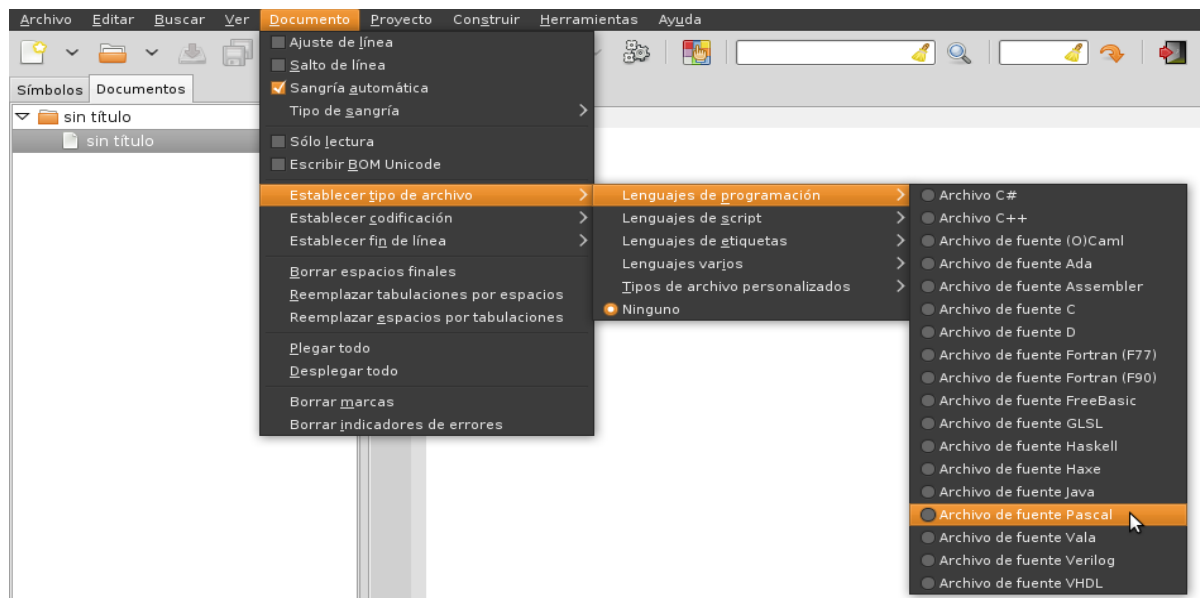 Archivo Editar Buscar Ver Documento Proyecto Construir Herramientas Ayuda
Símbolos Documentos
sin título
sin título
Ajuste de línea
Salto de línea
Sangría automática
Tipo de sangría
Sólo lectura
Escribir BOM Unicode
Establecer tipo de archivo
Establecer codificación
Establecer fin de línea
Borrar espacios finales
Reemplazar tabulaciones por espacios
Reemplazar espacios por tabulaciones
Plegar todo
Desplegar todo
Borrar marcas
Borrar indicadores de errores
Lenguajes de programación
Lenguajes de script
Lenguajes de etiquetas
Lenguajes varios
Tipos de archivo personalizados
Ninguno
Archivo C#
Archivo C++
Archivo de fuente (O)Caml
Archivo de fuente Ada
Archivo de fuente Assembler
Archivo de fuente C
Archivo de fuente D
Archivo de fuente Fortran (F77)
Archivo de fuente Fortran (F90)
Archivo de fuente FreeBasic
Archivo de fuente GLSL
Archivo de fuente Haskell
Archivo de fuente Haxe
Archivo de fuente Java
Archivo de fuente Pascal
Archivo de fuente Vala
Archivo de fuente Verilog
Archivo de fuente VHDL